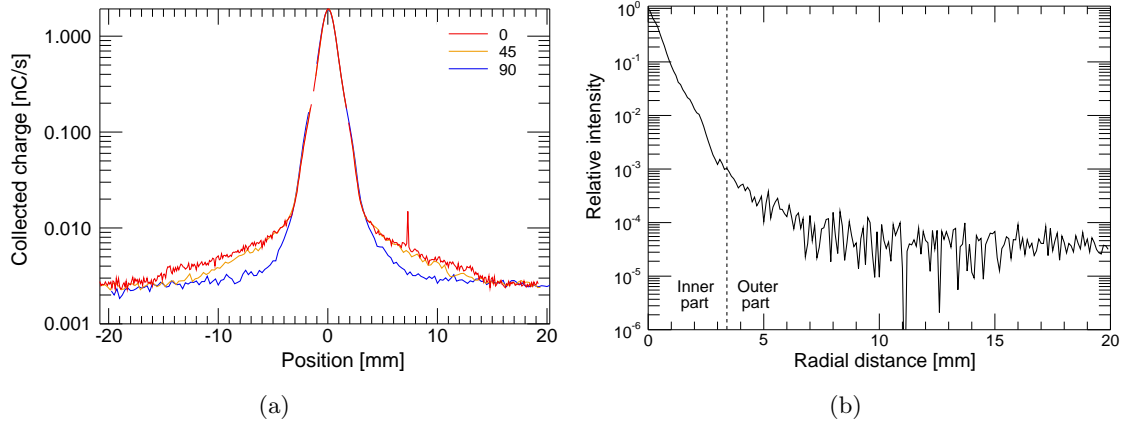 Collected charge [nC/s]
1.000
0.100
0.010
0.001
0
45
90
-20
-10
0
10
20
Position [mm]
(a)
Relative intensity
10^0
10^-1
10^-2
10^-3
10^-4
10^-5
10^-6
Inner
part
Outer
part
0
5
10
15
20
Radial distance [mm]
(b)